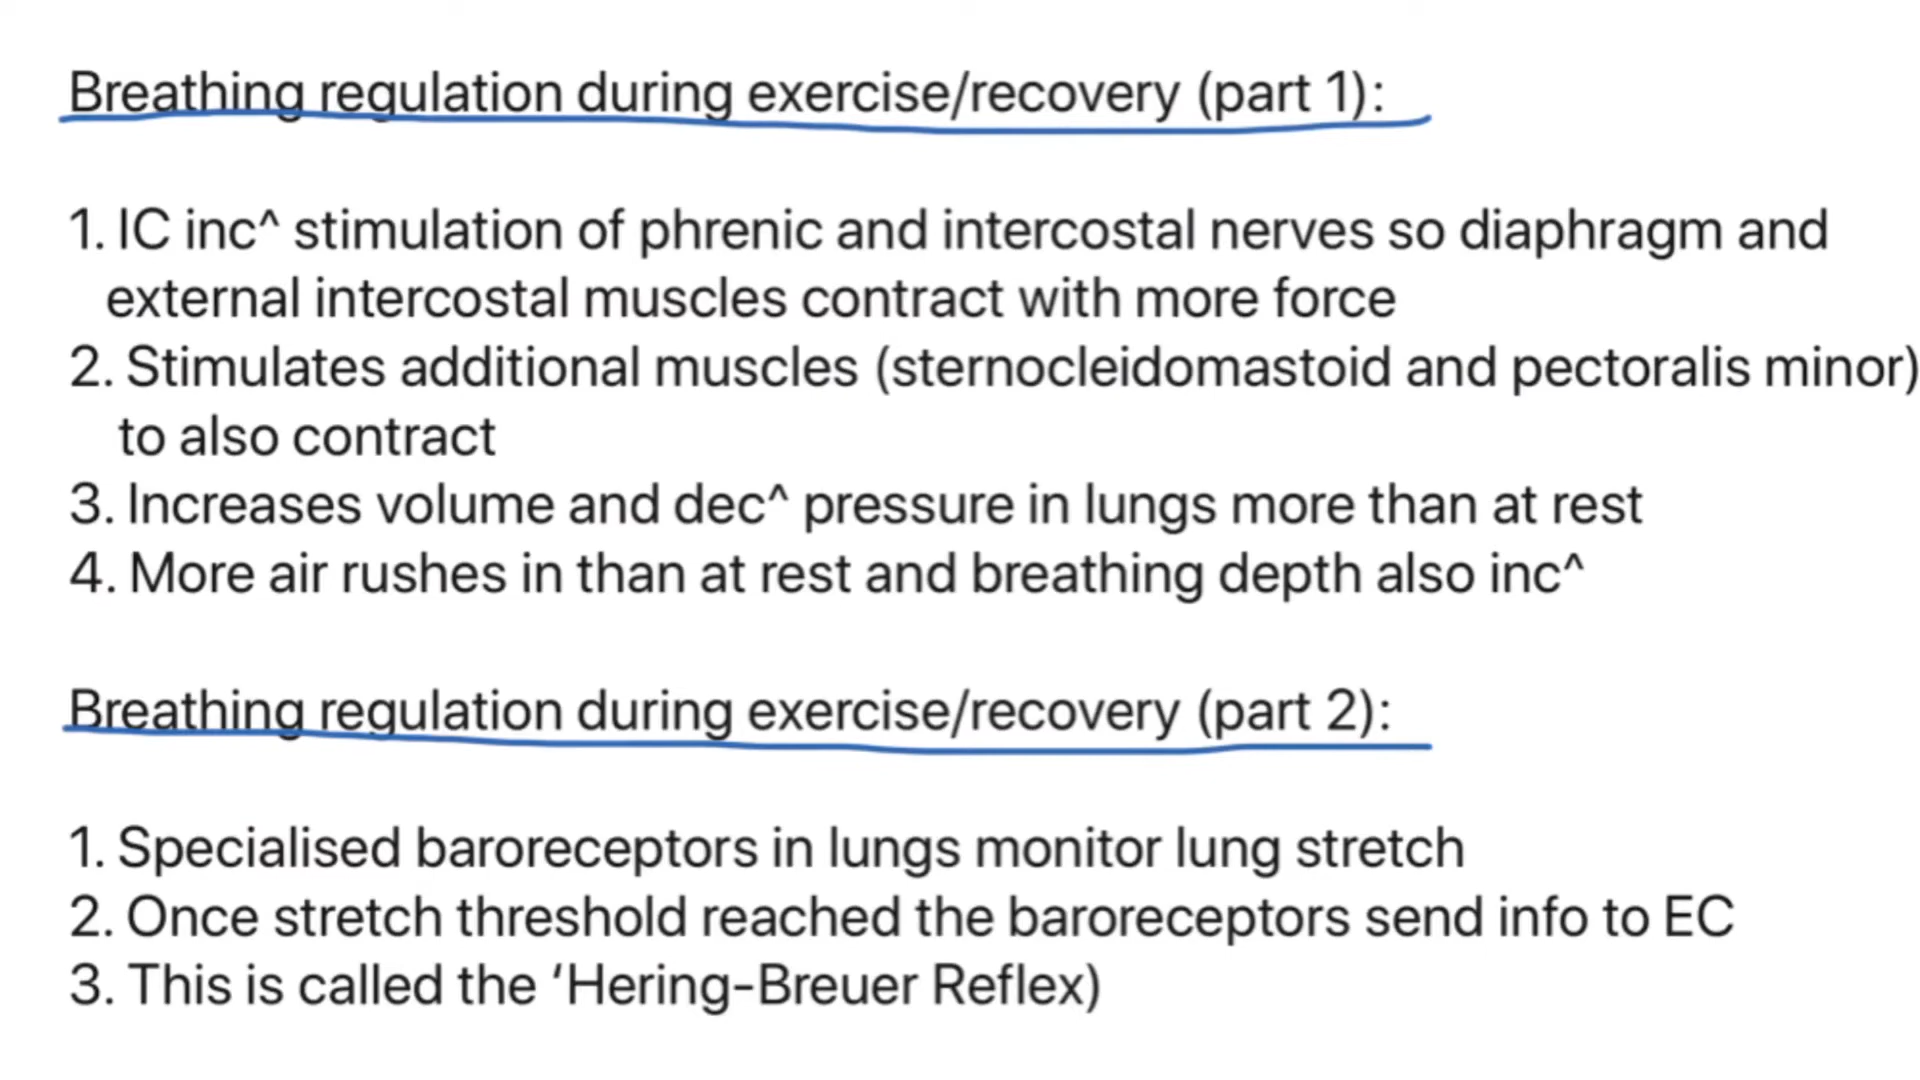 Breathing regulation during exercise/recovery (part 1):
1. IC inc^ stimulation of phrenic and intercostal nerves so diaphragm and
external intercostal muscles contract with more force
2. Stimulates additional muscles (sternocleidomastoid and pectoralis minor)
to also contract
3. Increases volume and dec^ pressure in lungs more than at rest
4. More air rushes in than at rest and breathing depth also inc^
Breathing regulation during exercise/recovery (part 2):
1. Specialised baroreceptors in lungs monitor lung stretch
2. Once stretch threshold reached the baroreceptors send info to EC
3. This is called the ‘Hering-Breuer Reflex)